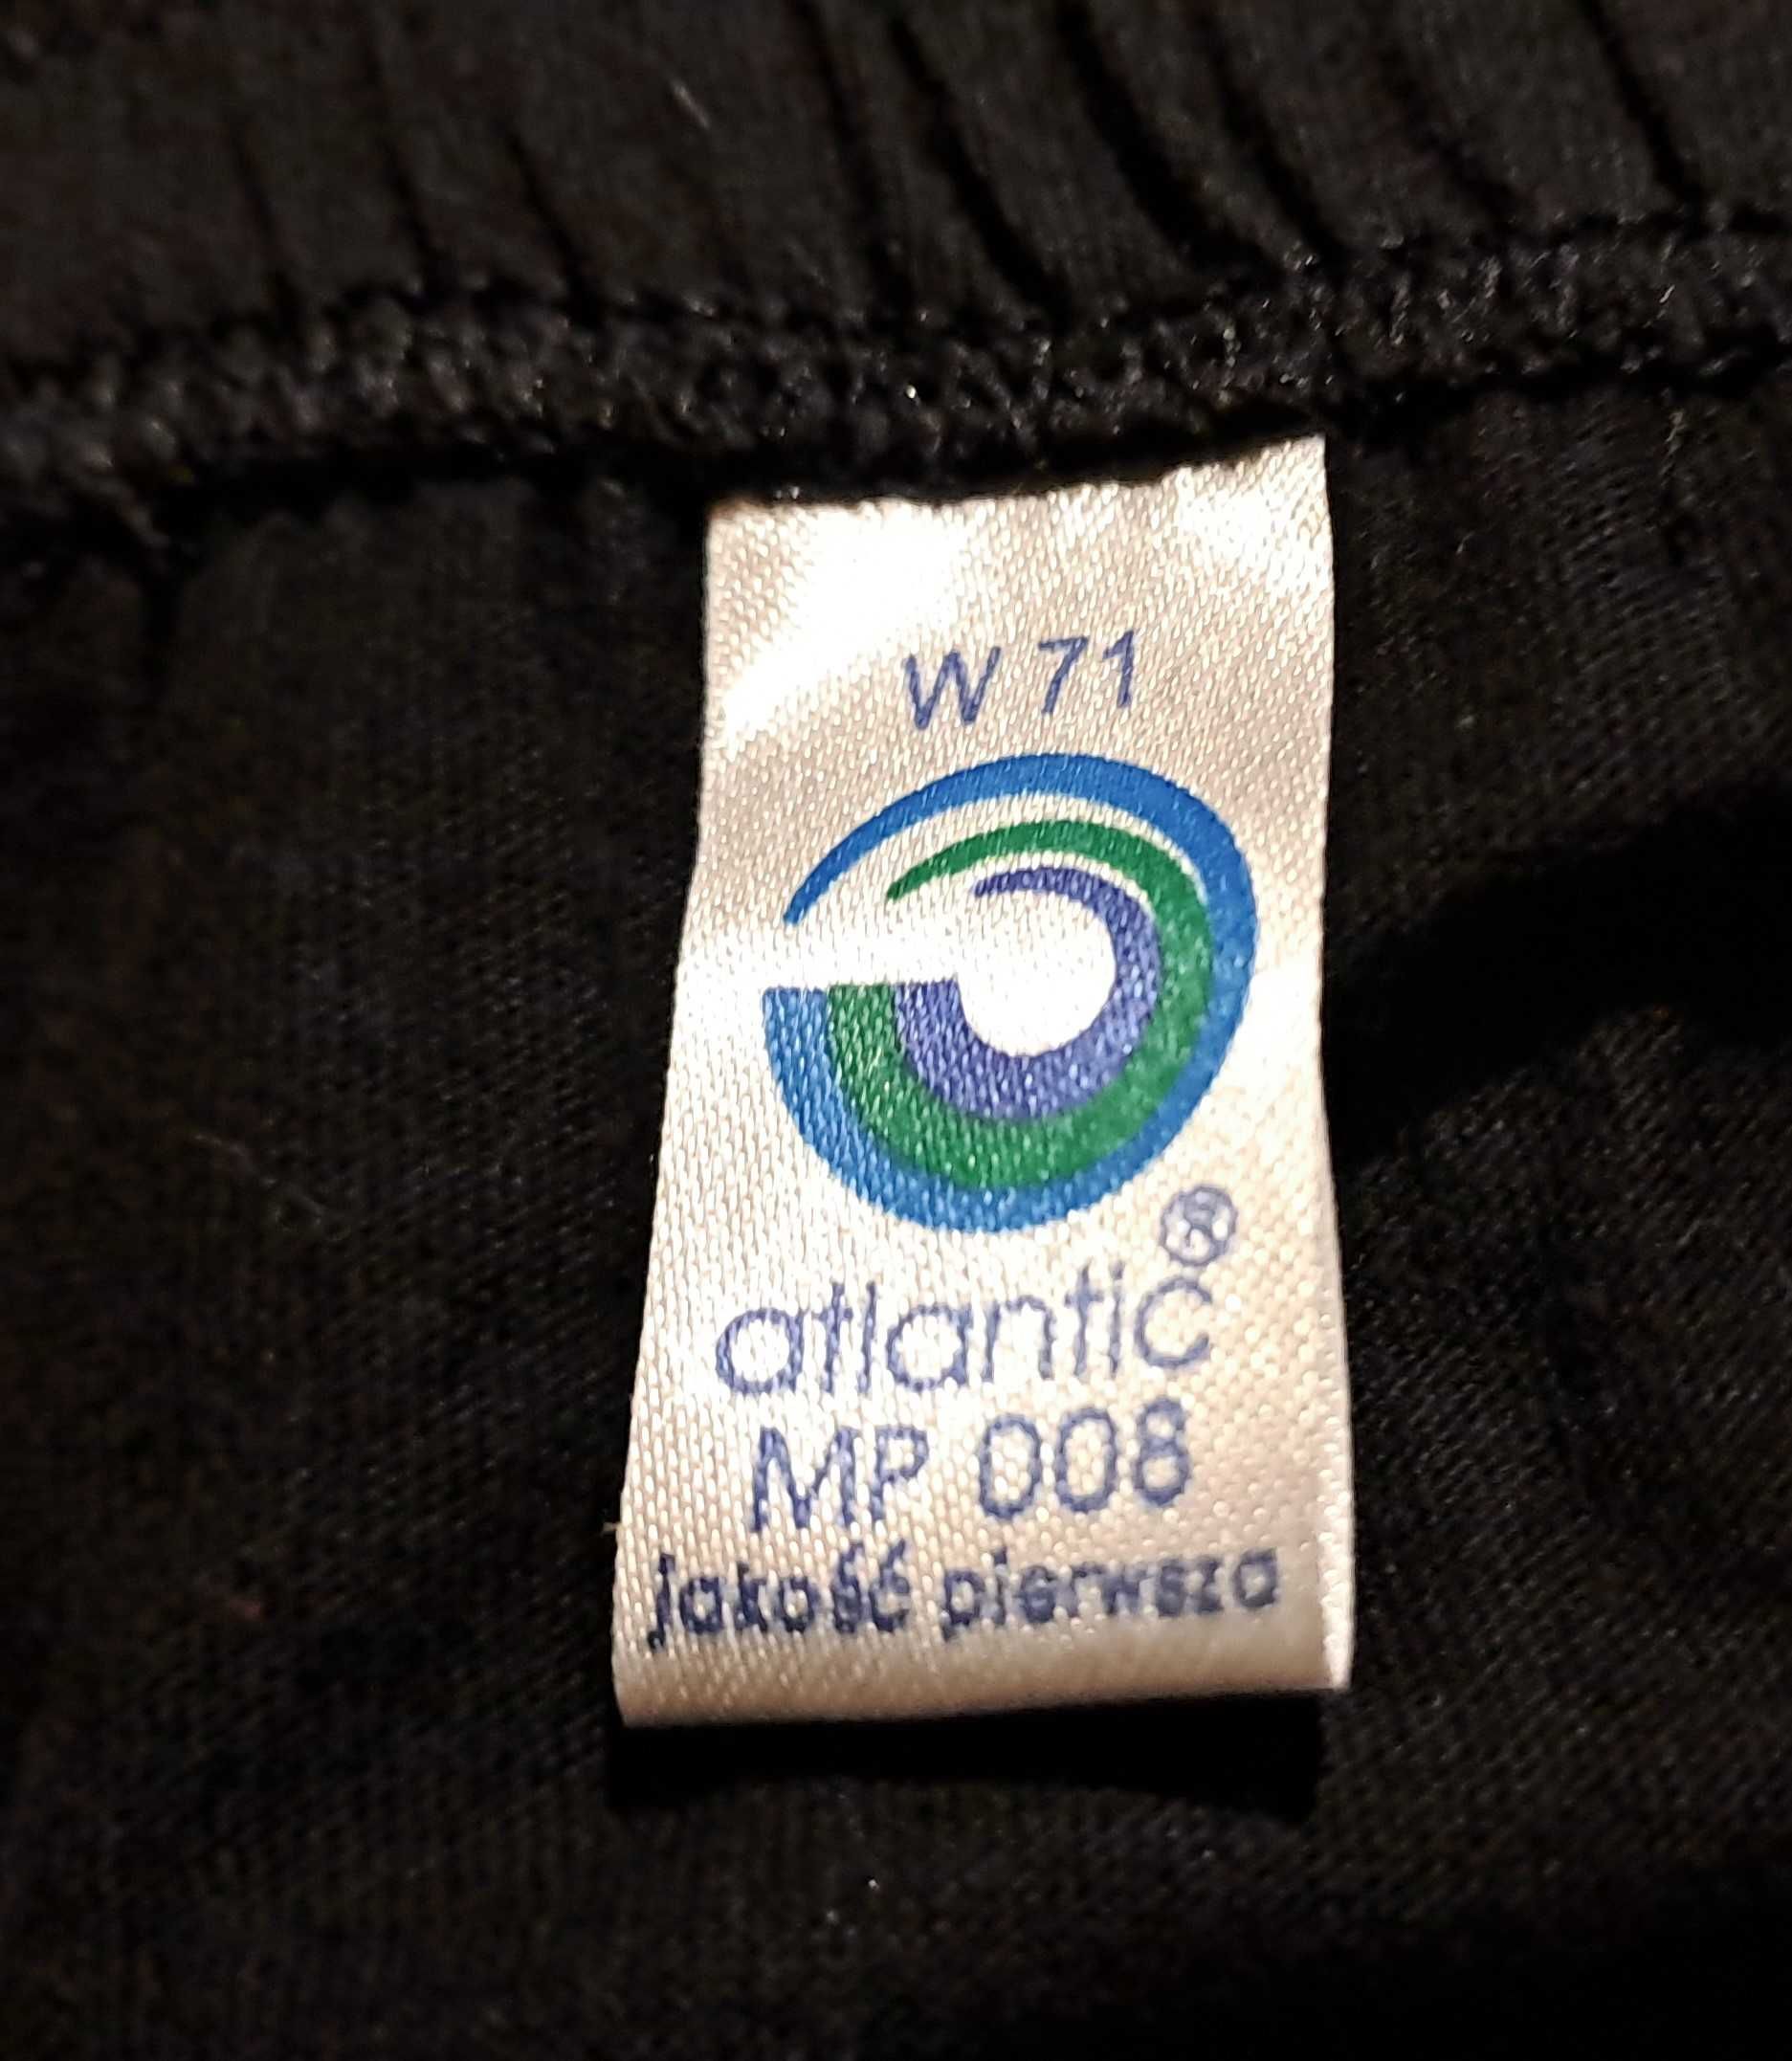 W 71
atlantic®
MP 008
jakość pierwsza